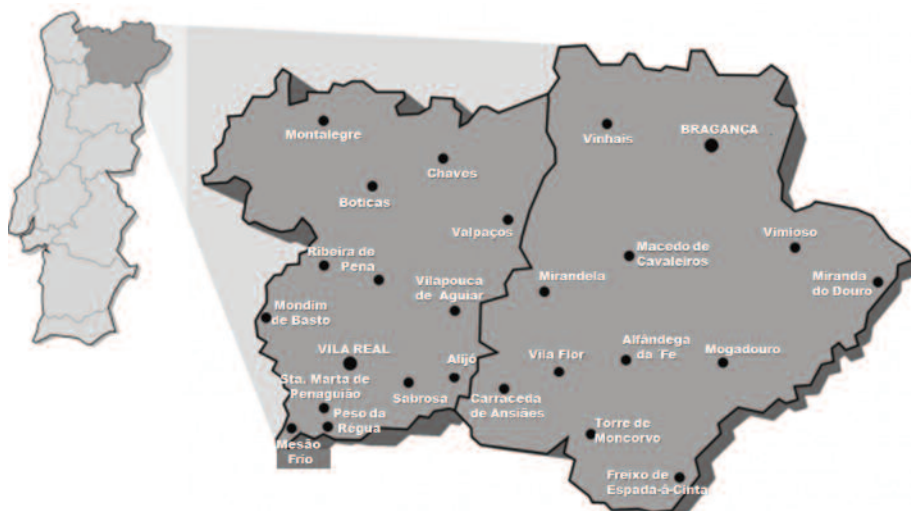 Montalegre
Vinhais
BRAGANÇA
Chaves
Boticas
Valpaços
Ribeira de
Pena
Vilapouca
de Aguiar
Macedo de
Cavaleiros
Vimioso
Mirandela
Miranda
do Douro
Mondim
de Basto
VILA REAL
Alijó
Vila Flor
Alfândega
da ´Fe
Mogadouro
Sta. Marta de
Penaguião
Sabrosa
Carraceda
de Ansiães
Peso da
Régua
Mesão
Frio
Torre de
Moncorvo
Freixo de
Espada-â-Cinta